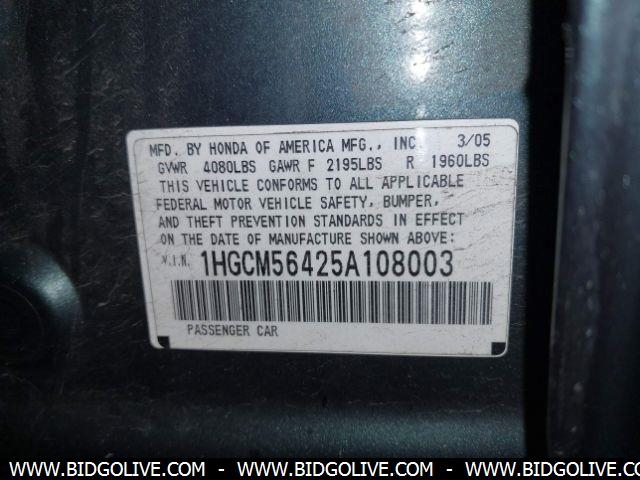 MFD. BY HONDA OF AMERICA MFG., INC. 3/05
GVWR 4080LBS GAWR F 2195LBS R 1960LBS
THIS VEHICLE CONFORMS TO ALL APPLICABLE
FEDERAL MOTOR VEHICLE SAFETY, BUMPER,
AND THEFT PREVENTION STANDARDS IN EFFECT
ON THE DATE OF MANUFACTURE SHOWN ABOVE:
V.I.N. 1HGCM56425A108003
PASSENGER CAR
WWW.BIDGOLIVE.COM - WWW.BIDGOLIVE.COM - WWW.BIDGOLIVE.COM